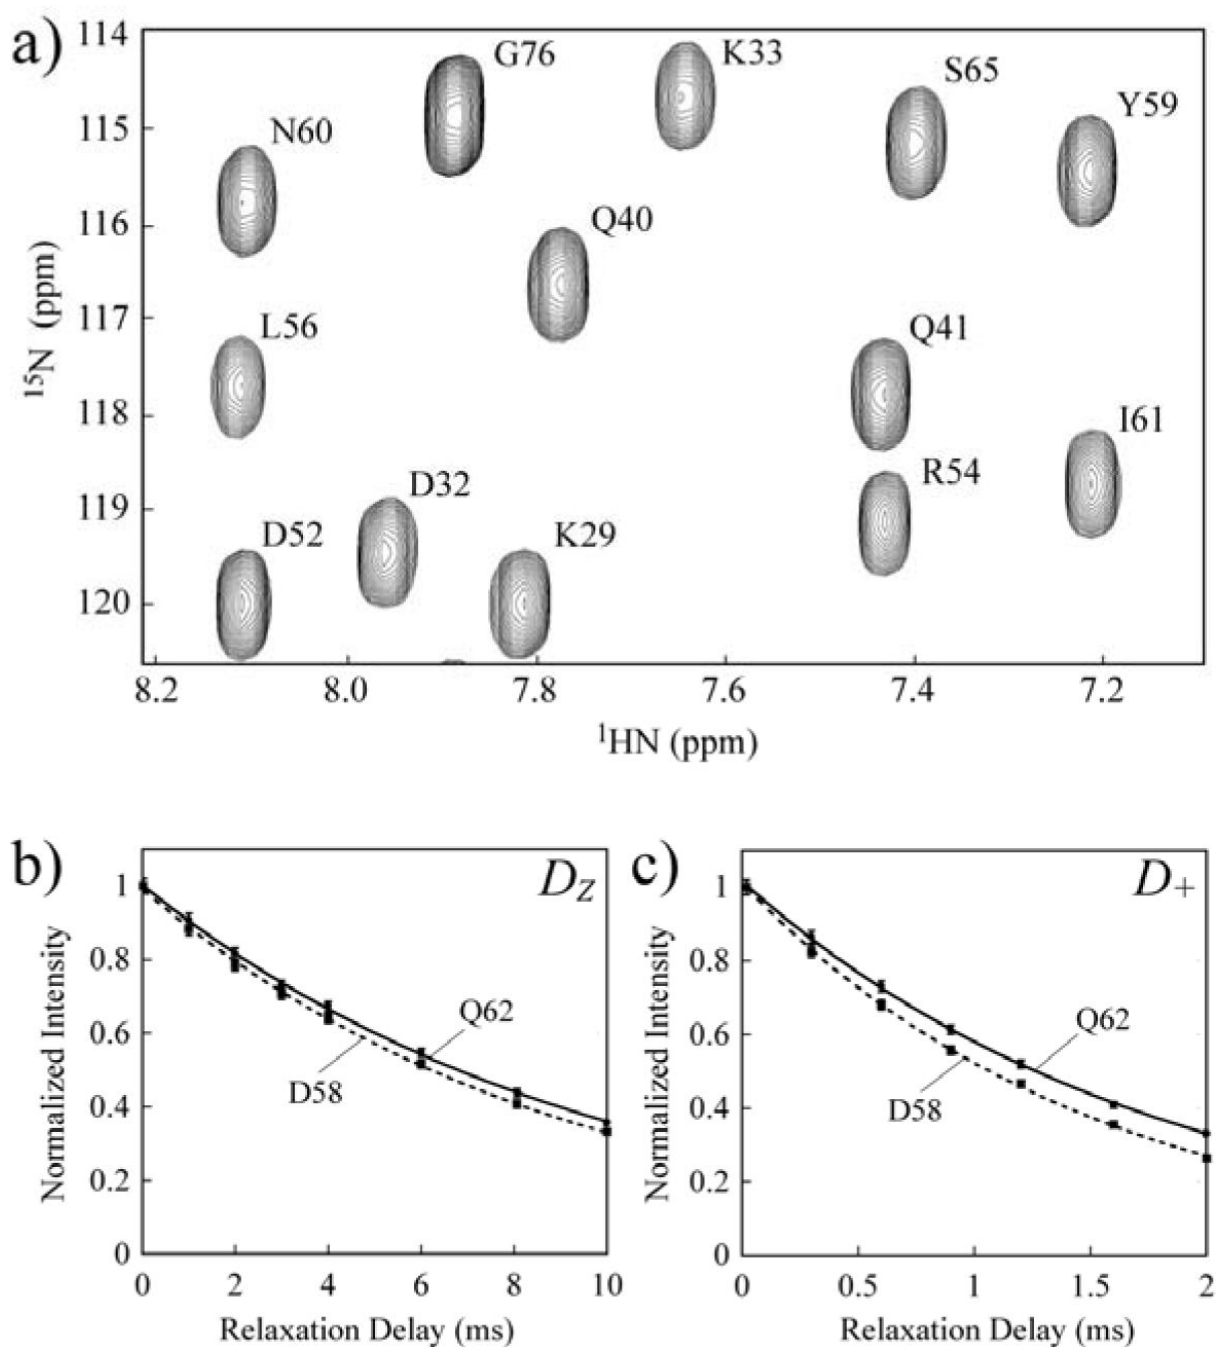 a)
114
115
116
117
118
119
120
¹⁵N (ppm)
G76
K33
S65
Y59
N60
Q40
L56
Q41
I61
R54
D32
D52
K29
8.2 8.0 7.8 7.6 7.4 7.2
¹HN (ppm)
b)
D_Z
1
0.8
0.6
0.4
0.2
0
Normalized Intensity
Q62
D58
0 2 4 6 8 10
Relaxation Delay (ms)
c)
D_+
1
0.8
0.6
0.4
0.2
0
Normalized Intensity
Q62
D58
0 0.5 1 1.5 2
Relaxation Delay (ms)